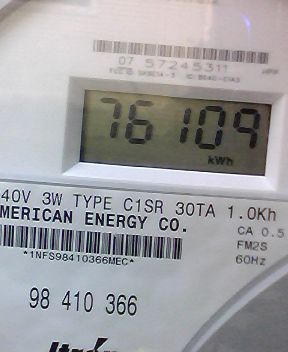 07 57245311
76109
kWh
40V 3W TYPE C1SR 30TA 1.0Kh
MERICAN ENERGY CO.
CA 0.5
FM2S
60Hz
*1NFS98410366MEC*
98 410 366
Itrón